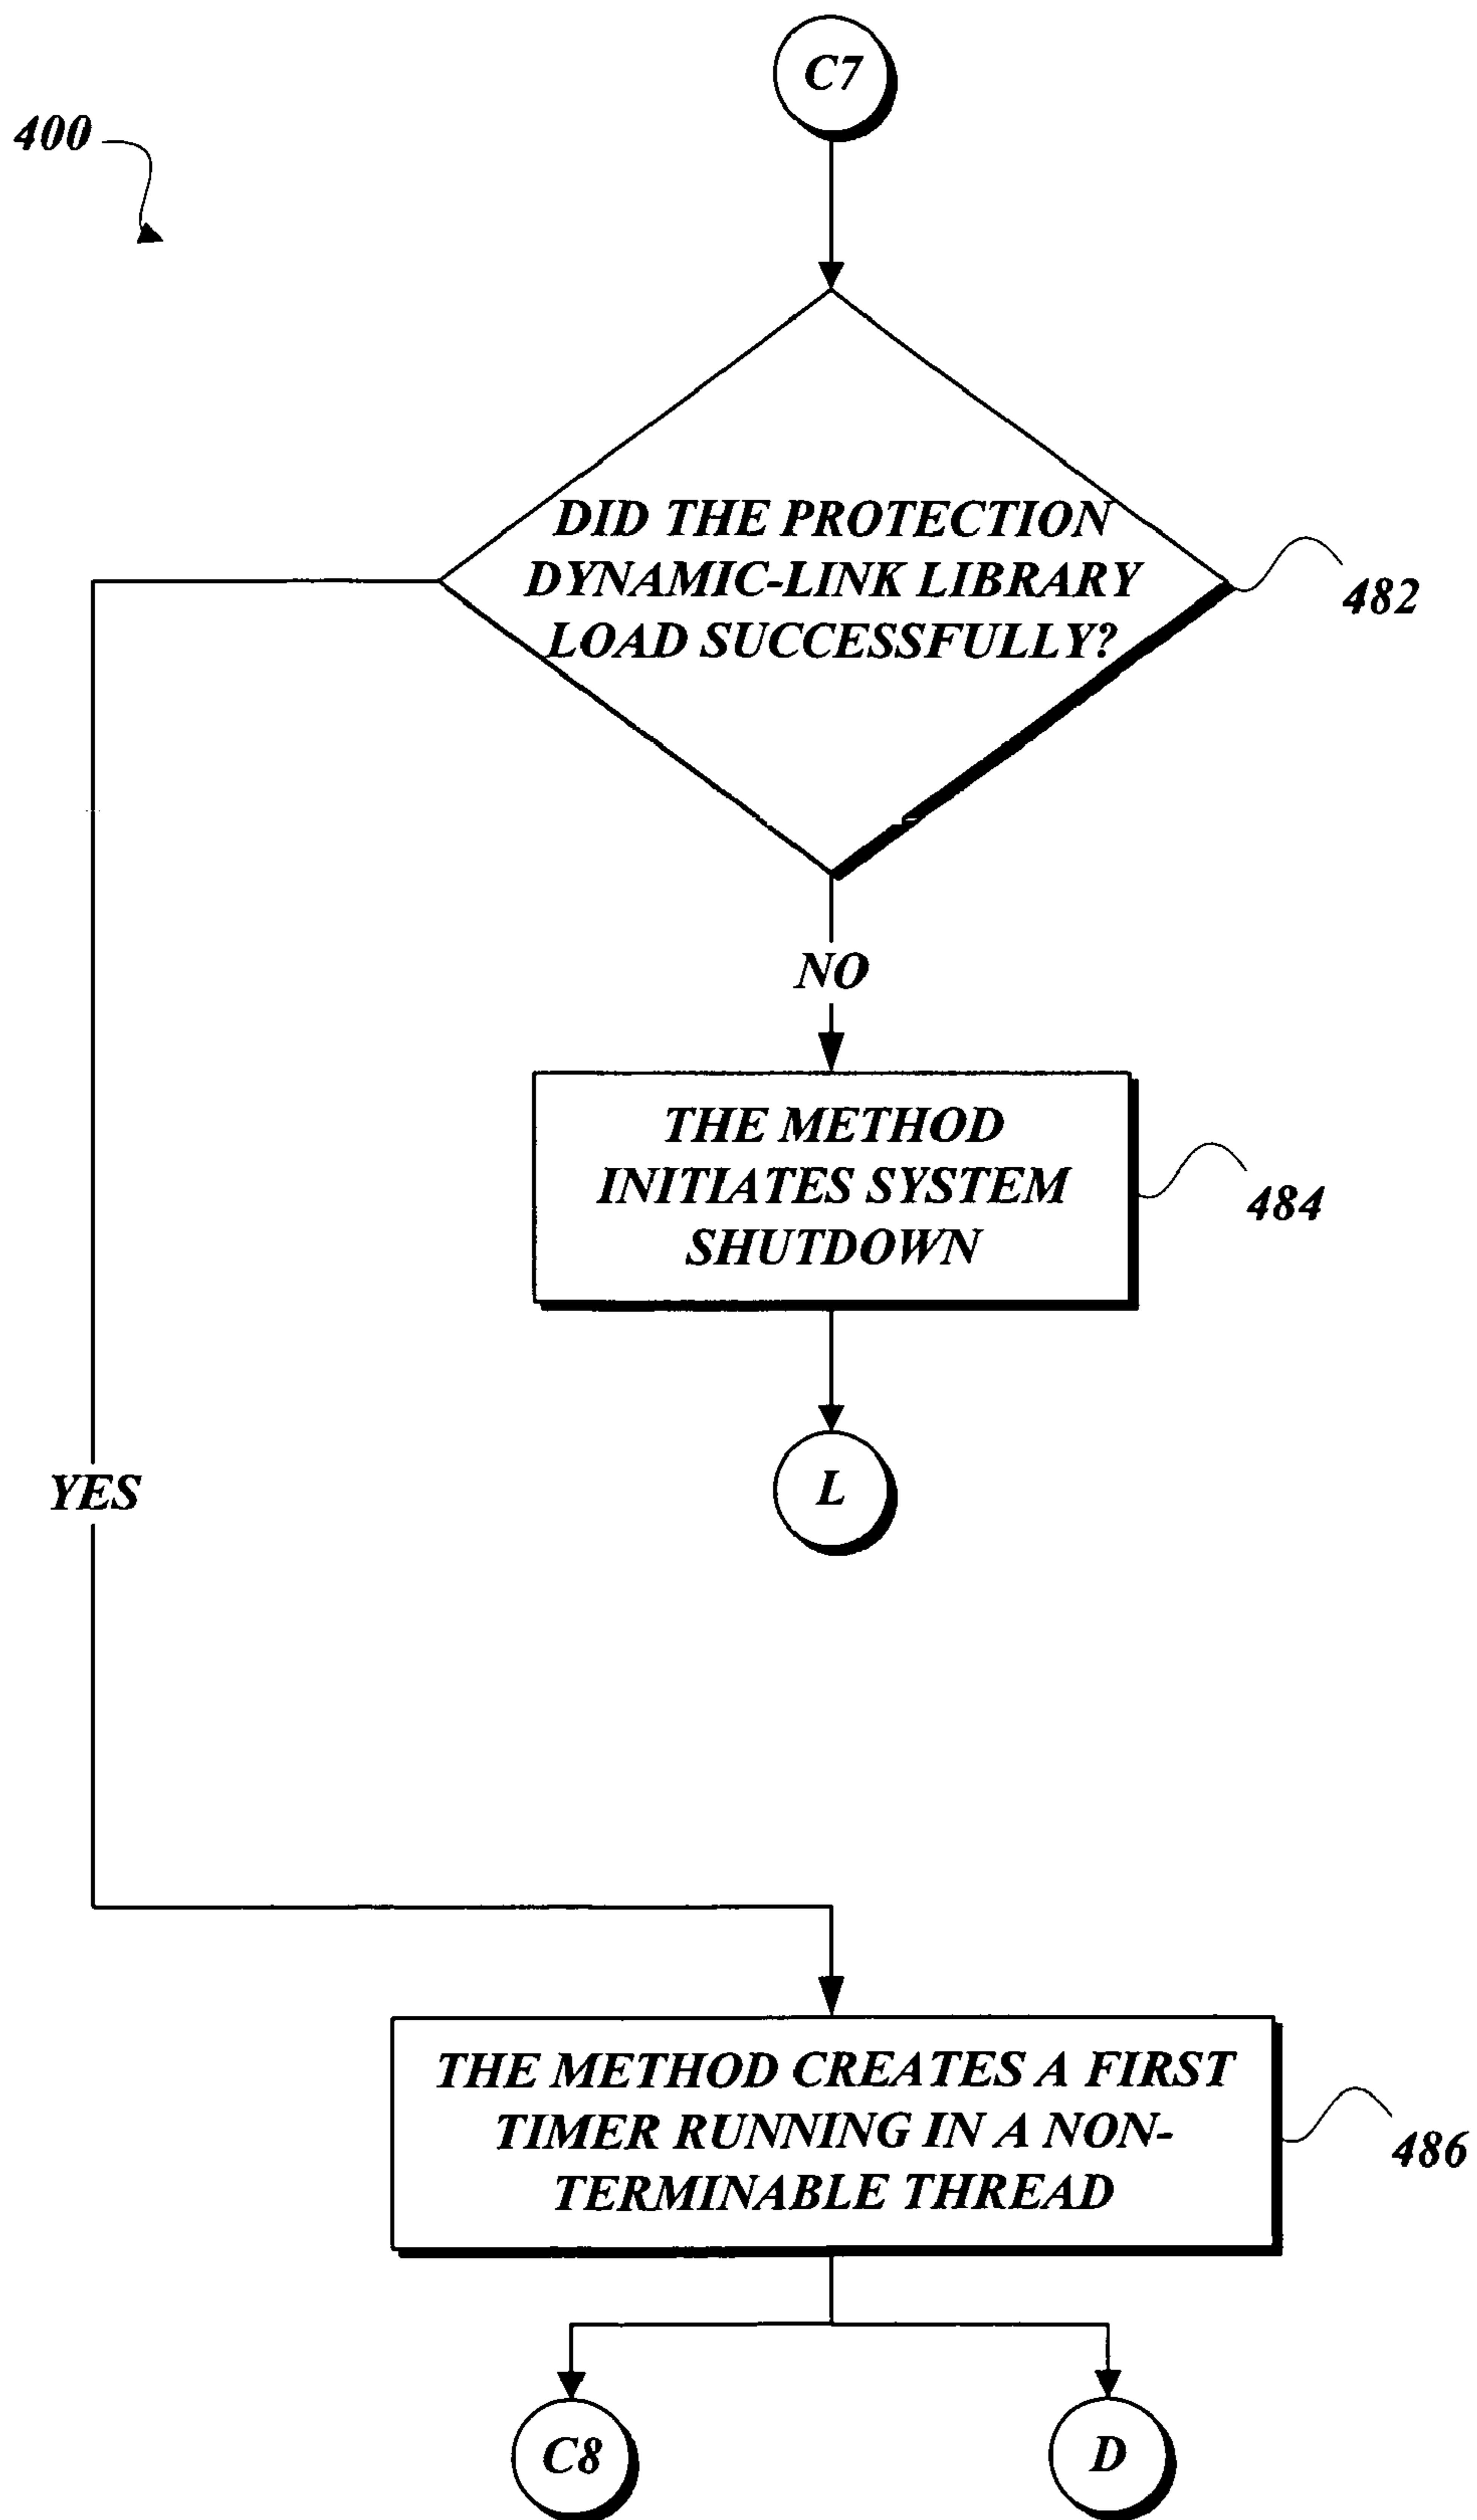 C7
400
DID THE PROTECTION
DYNAMIC-LINK LIBRARY
LOAD SUCCESSFULLY?
482
NO
THE METHOD
INITIATES SYSTEM
SHUTDOWN
484
L
YES
THE METHOD CREATES A FIRST
TIMER RUNNING IN A NON-
TERMINABLE THREAD
486
C8
D